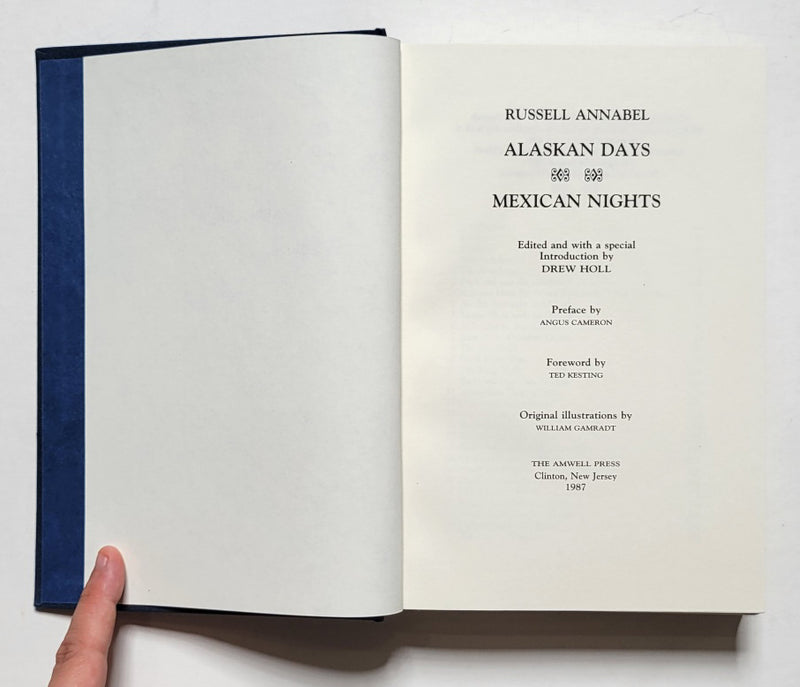 RUSSELL ANNABEL
ALASKAN DAYS
MEXICAN NIGHTS
Edited and with a special
Introduction by
DREW HOLL
Preface by
ANGUS CAMERON
Foreword by
TED KESTING
Original illustrations by
WILLIAM GAMRADT
THE AMWELL PRESS
Clinton, New Jersey
1987